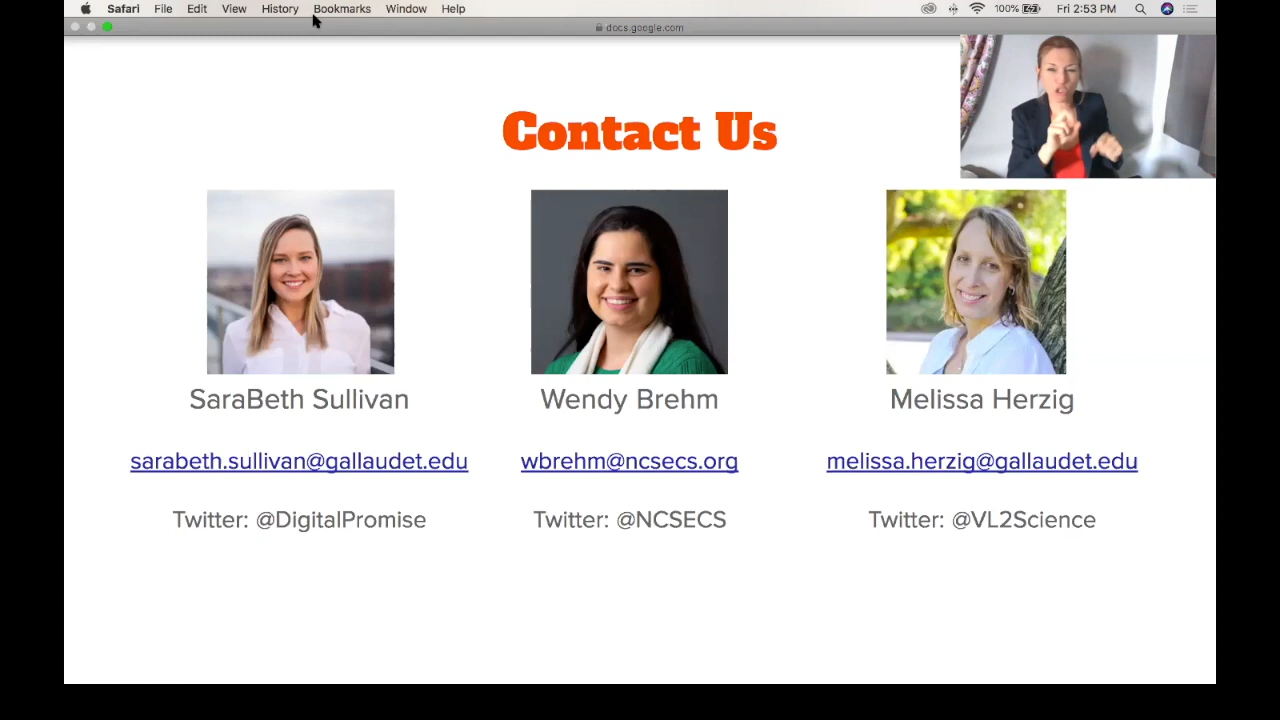 Safari File Edit View History Bookmarks Window Help 100% Fri 2:53 PM
docs.google.com
Contact Us
SaraBeth Sullivan Wendy Brehm Melissa Herzig
sarabeth.sullivan@gallaudet.edu wbrehm@ncsecs.org melissa.herzig@gallaudet.edu
Twitter: @DigitalPromise Twitter: @NCSECS Twitter: @VL2Science